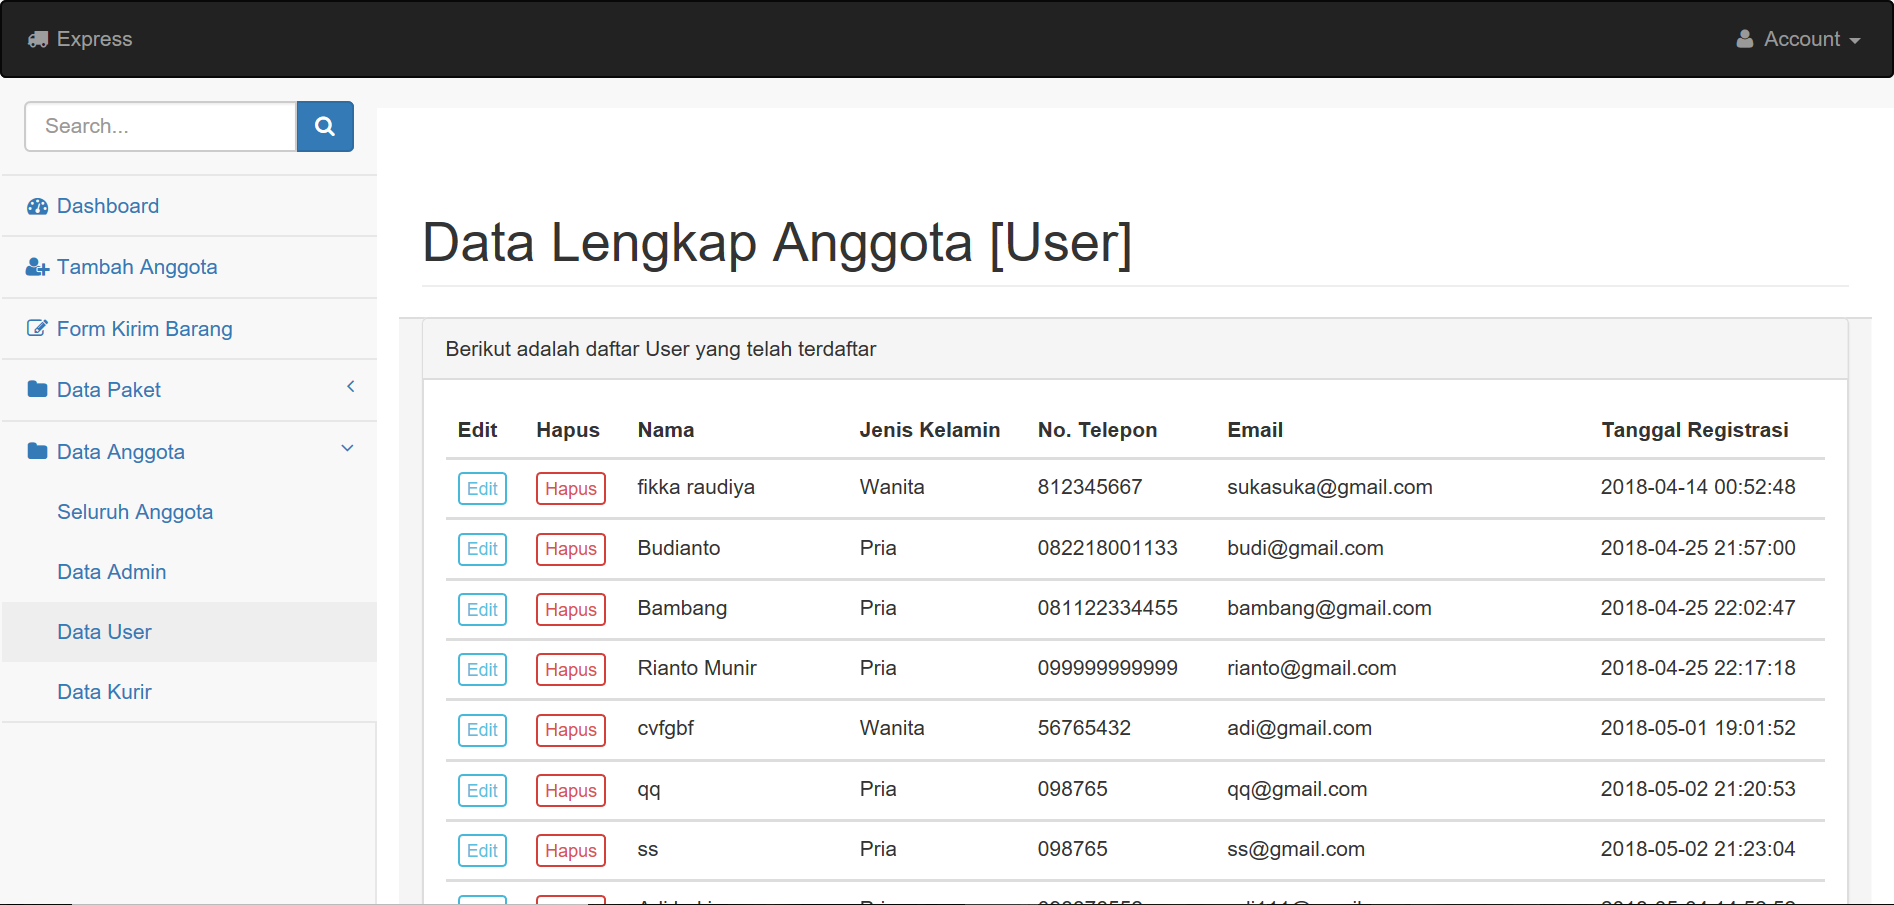 Express
Account
Search...
Dashboard
Tambah Anggota
Form Kirim Barang
Data Paket
Data Anggota
Seluruh Anggota
Data Admin
Data User
Data Kurir
Data Lengkap Anggota [User]
Berikut adalah daftar User yang telah terdaftar
Edit Hapus Nama Jenis Kelamin No. Telepon Email Tanggal Registrasi
Edit Hapus fikka raudiya Wanita 812345667 sukasuka@gmail.com 2018-04-14 00:52:48
Edit Hapus Budianto Pria 082218001133 budi@gmail.com 2018-04-25 21:57:00
Edit Hapus Bambang Pria 081122334455 bambang@gmail.com 2018-04-25 22:02:47
Edit Hapus Rianto Munir Pria 099999999999 rianto@gmail.com 2018-04-25 22:17:18
Edit Hapus cvfgbf Wanita 56765432 adi@gmail.com 2018-05-01 19:01:52
Edit Hapus qq Pria 098765 qq@gmail.com 2018-05-02 21:20:53
Edit Hapus ss Pria 098765 ss@gmail.com 2018-05-02 21:23:04